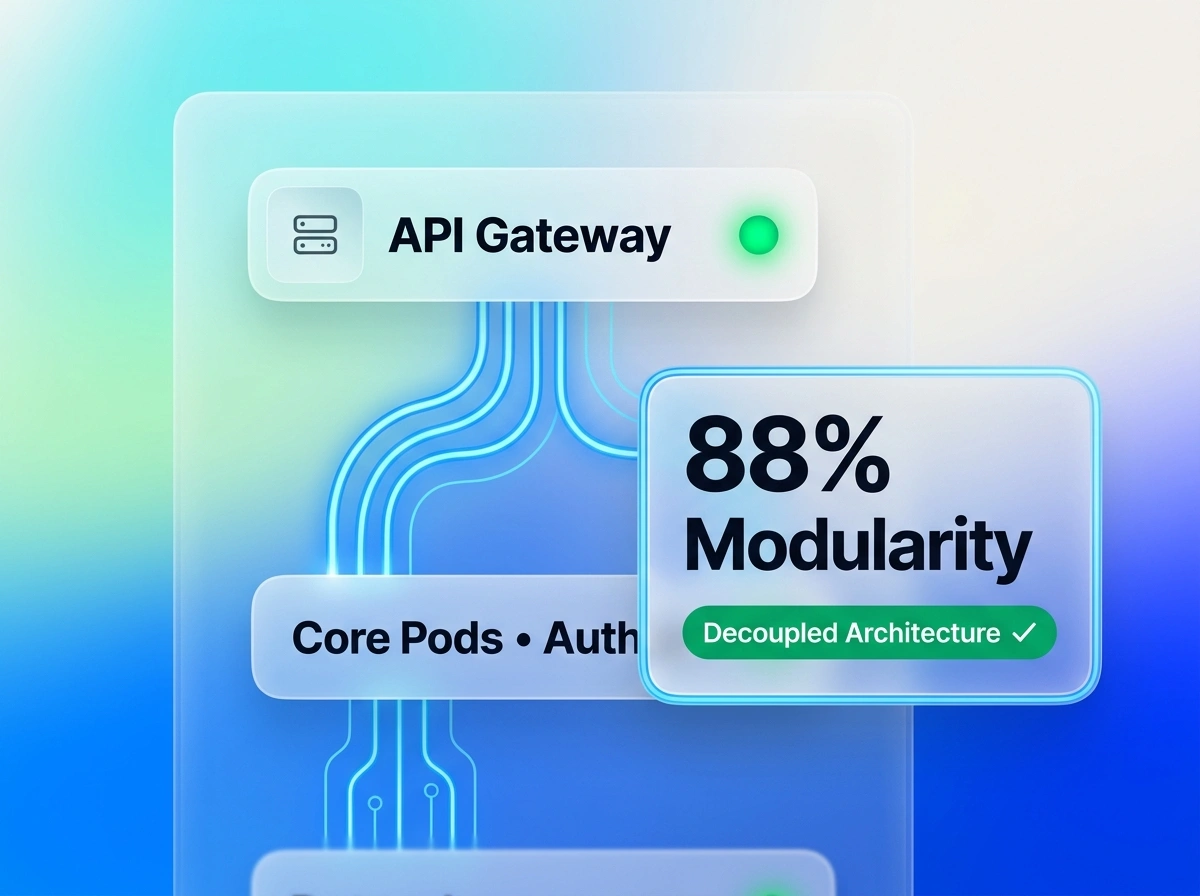 API Gateway
88%
Modularity
Decoupled Architecture ✓
Core Pods • Auth